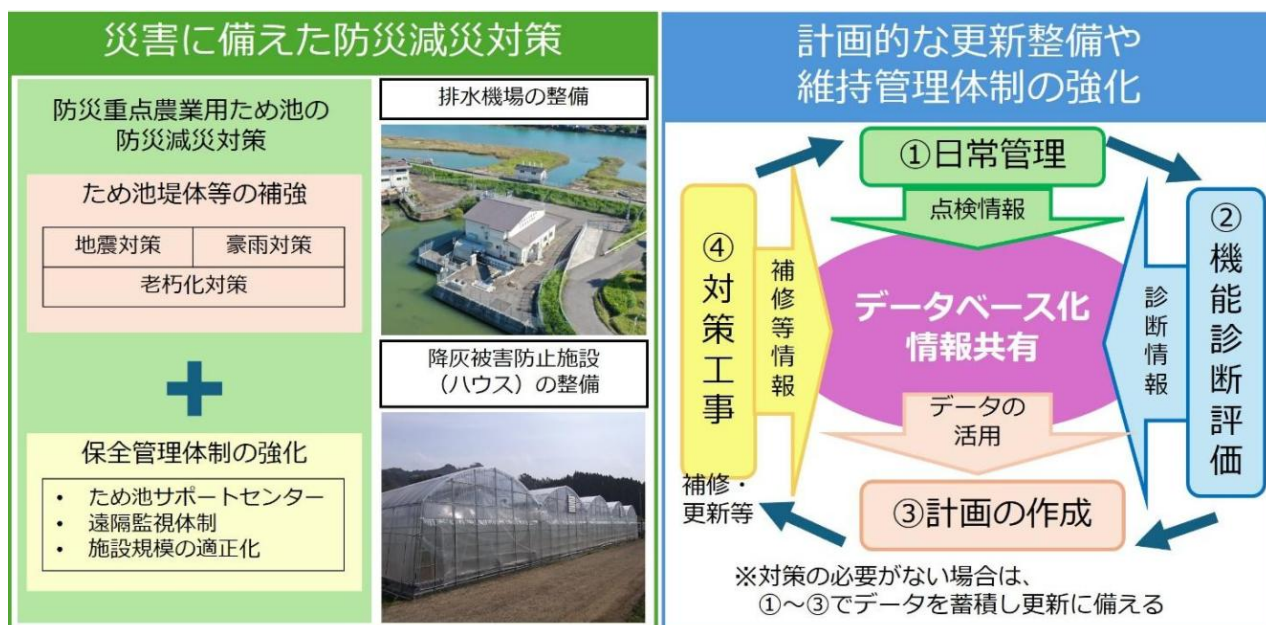 災害に備えた防災減災対策
防災重点農業用ため池の
防災減災対策
ため池堤体等の補強
地震対策
豪雨対策
老朽化対策
保全管理体制の強化
• ため池サポートセンター
• 遠隔監視体制
• 施設規模の適正化
排水機場の整備
降灰被害防止施設
（ハウス）の整備
計画的な更新整備や
維持管理体制の強化
①日常管理
点検情報
②機能診断評価
診断情報
データベース化
情報共有
データの
活用
③計画の作成
④対策工事
補修等情報
補修・
更新等
※対策の必要がない場合は、
①～③でデータを蓄積し更新に備える